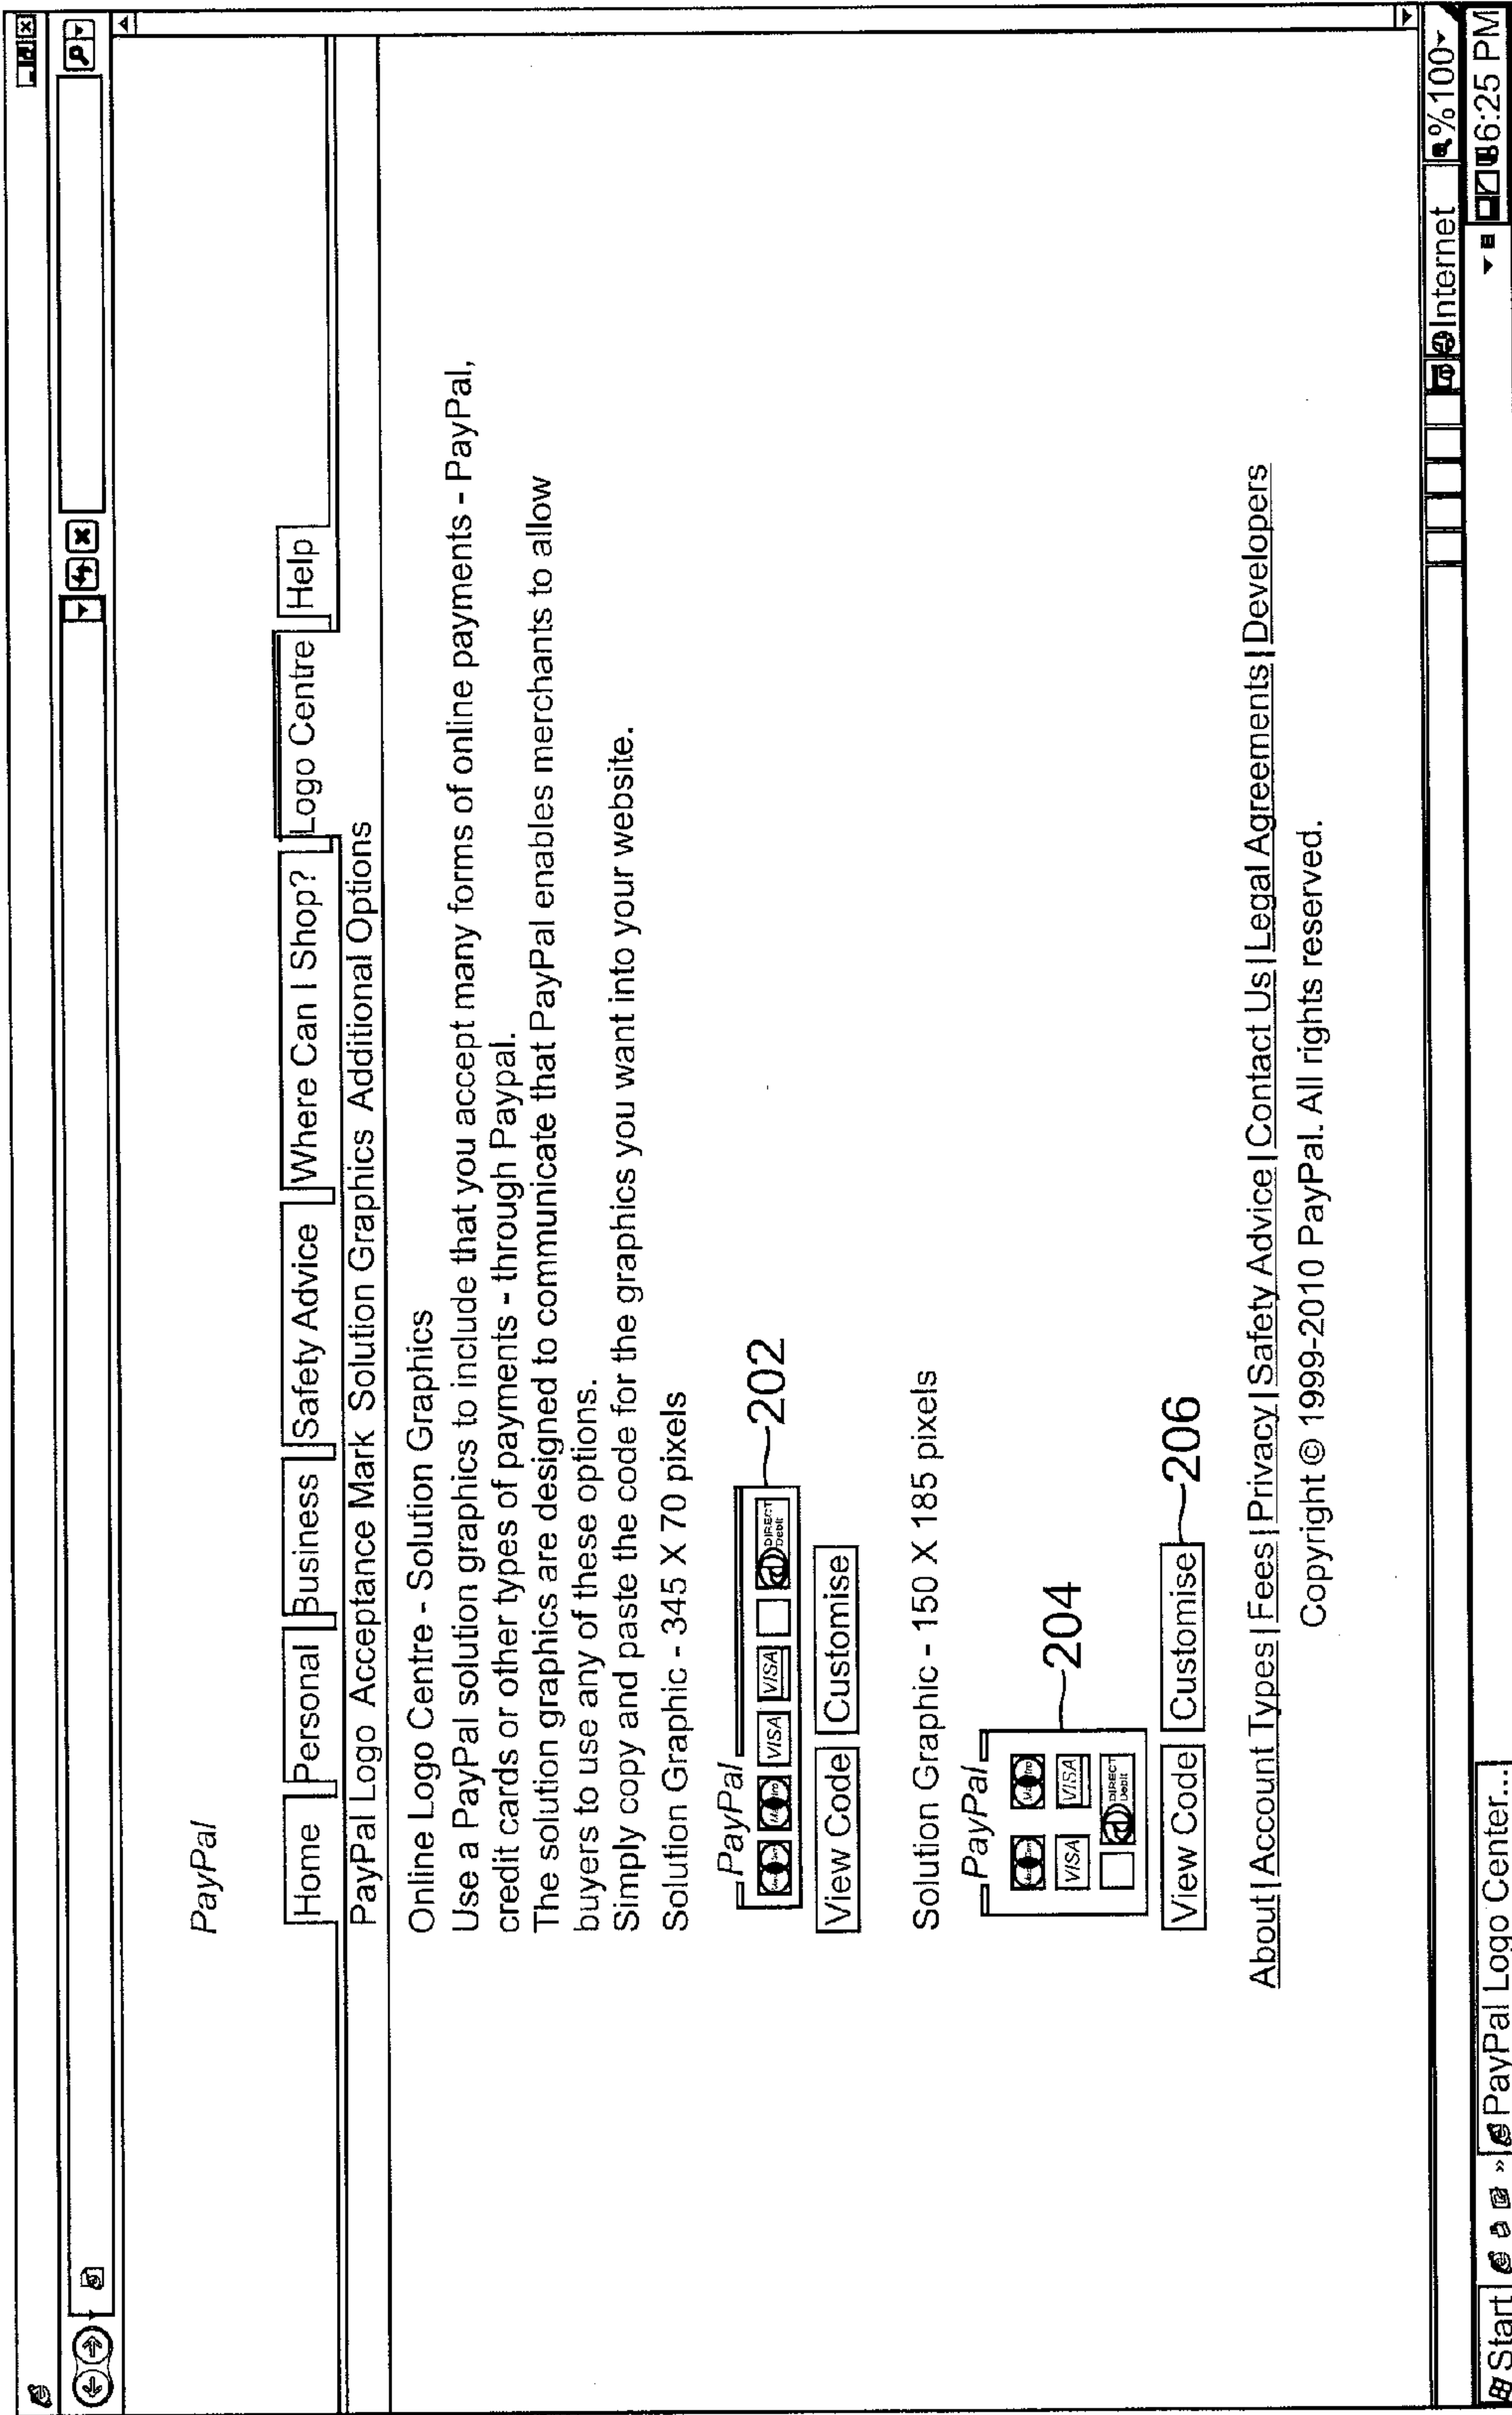 PayPal
Home Personal Business Safety Advice Where Can I Shop? Logo Centre Help
PayPal Logo Acceptance Mark Solution Graphics Additional Options
Online Logo Centre - Solution Graphics
Use a PayPal solution graphics to include that you accept many forms of online payments - PayPal,
credit cards or other types of payments - through Paypal.
The solution graphics are designed to communicate that PayPal enables merchants to allow
buyers to use any of these options.
Simply copy and paste the code for the graphics you want into your website.
Solution Graphic - 345 X 70 pixels
PayPal
VISA VISA DIRECT Debit
202
View Code Customise
Solution Graphic - 150 X 185 pixels
PayPal
VISA VISA
DIRECT Debit
204
View Code Customise
206
About | Account Types | Fees | Privacy | Safety Advice | Contact Us | Legal Agreements | Developers
Copyright © 1999-2010 PayPal. All rights reserved.
Internet %100
Start » PayPal Logo Center... 6:25 PM